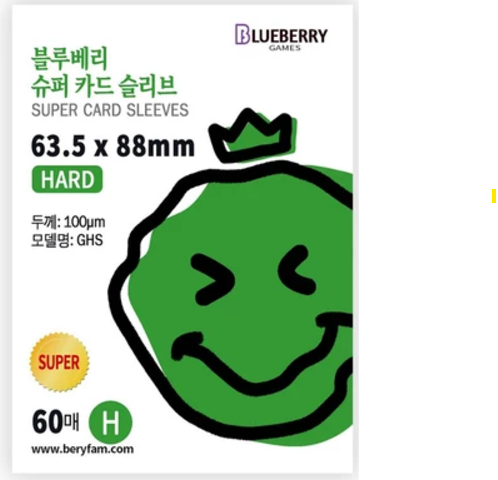 BLUEBERRY
GAMES
블루베리
슈퍼 카드 슬리브
SUPER CARD SLEEVES
63.5 x 88mm
HARD
두께: 100μm
모델명: GHS
SUPER
60매 H
www.beryfam.com